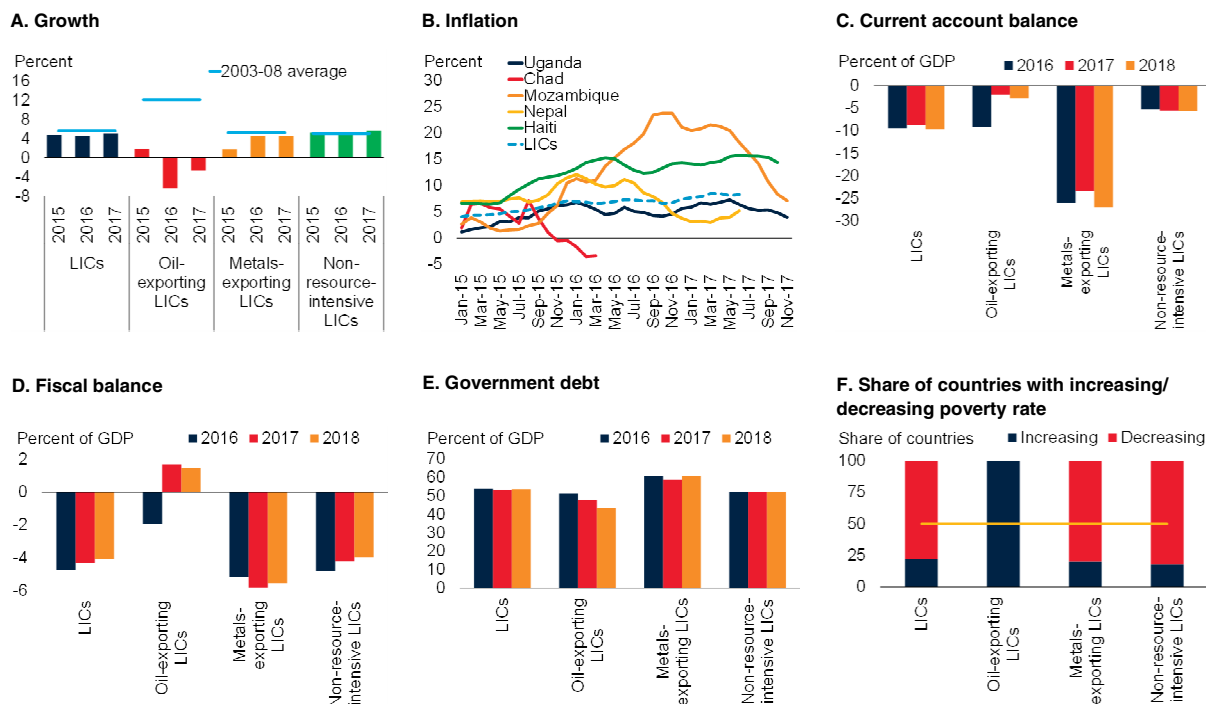 A. Growth
Percent
2003-08 average
16
12
8
4
0
-4
-8
2015
2016
2017
2015
2016
2017
2015
2016
2017
2015
2016
2017
LICs
Oil-
exporting
LICs
Metals-
exporting LICs
Non-
resource-
intensive LICs
B. Inflation
Percent
Uganda
Chad
Mozambique
Nepal
Haiti
LICs
30
25
20
15
10
5
0
-5
Jan-15
Mar-15
May-15
Jul-15
Sep-15
Nov-15
Jan-16
Mar-16
May-16
Jul-16
Sep-16
Nov-16
Jan-17
Mar-17
May-17
Jul-17
Sep-17
Nov-17
C. Current account balance
Percent of GDP
2016
2017
2018
0
-5
-10
-15
-20
-25
-30
LICs
Oil-exporting
LICs
Metals-
exporting
LICs
Non-resource-
intensive LICs
D. Fiscal balance
Percent of GDP
2016
2017
2018
2
0
-2
-4
-6
LICs
Oil-exporting
LICs
Metals-
exporting
LICs
Non-resource-
intensive LICs
E. Government debt
Percent of GDP
2016
2017
2018
70
60
50
40
30
20
10
0
LICs
Oil-exporting
LICs
Metals-
exporting LICs
Non-resource-
intensive LICs
F. Share of countries with increasing/
decreasing poverty rate
Share of countries
Increasing
Decreasing
100
75
50
25
0
LICs
Oil-exporting
LICs
Metals-
exporting LICs
Non-resource-
intensive LICs